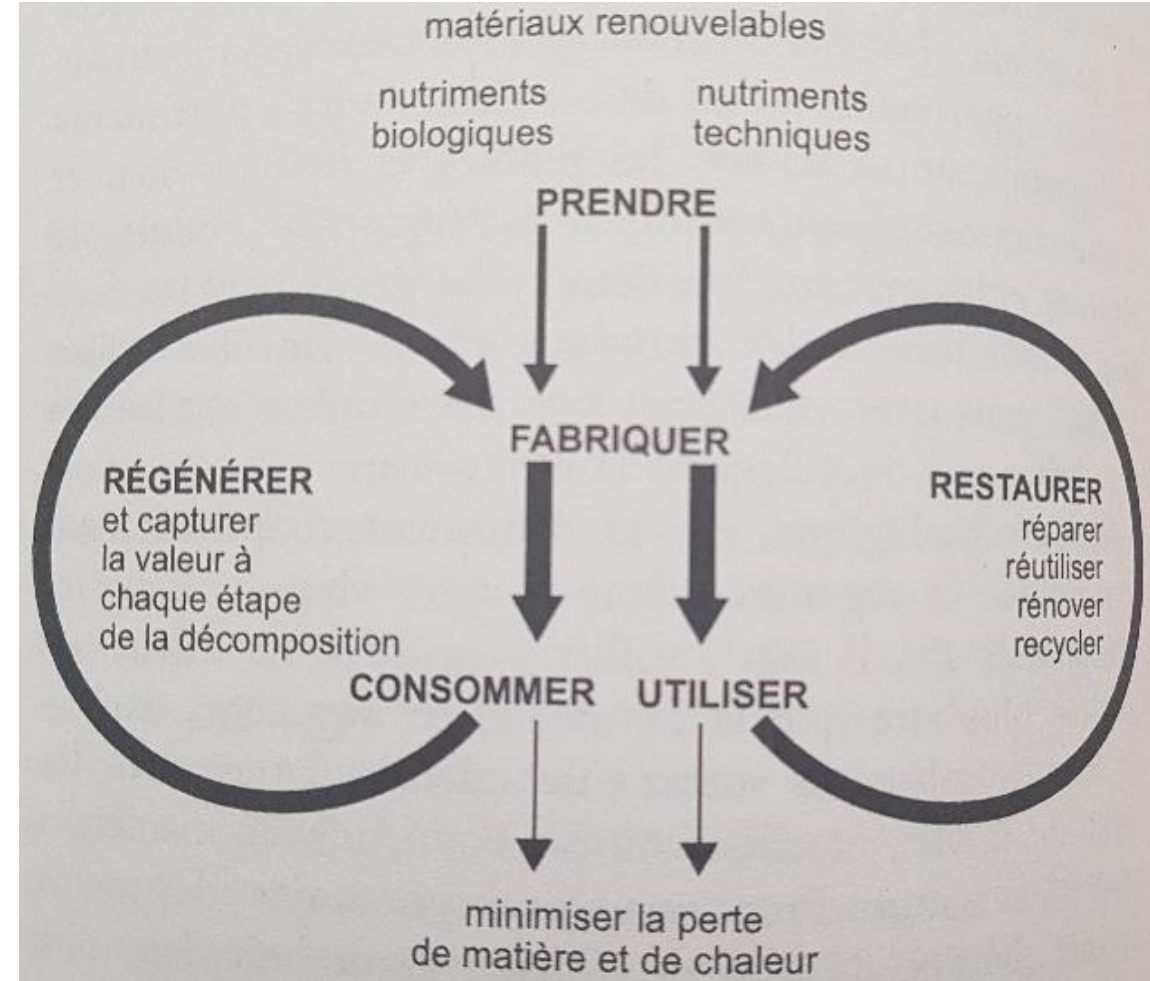 matériaux renouvelables
nutriments
biologiques
nutriments
techniques
PRENDRE
FABRIQUER
RÉGÉNÉRER
et capturer
la valeur à
chaque étape
de la décomposition
RESTAURER
réparer
réutiliser
rénover
recycler
CONSOMMER
UTILISER
minimiser la perte
de matière et de chaleur